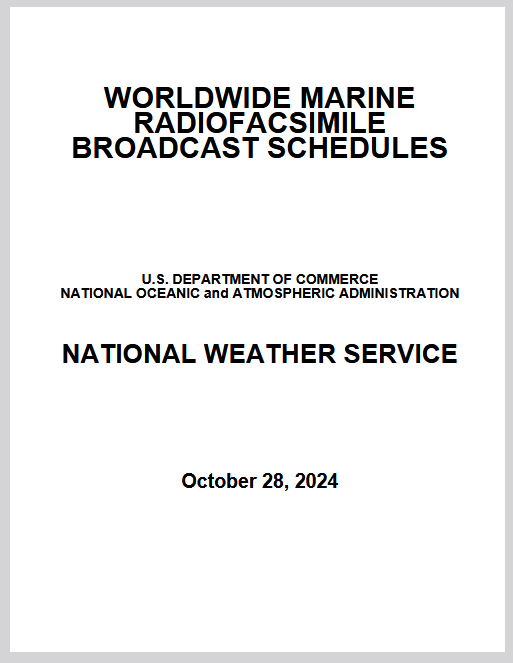 WORLDWIDE MARINE
RADIOFACSIMILE
BROADCAST SCHEDULES
U.S. DEPARTMENT OF COMMERCE
NATIONAL OCEANIC and ATMOSPHERIC ADMINISTRATION
NATIONAL WEATHER SERVICE
October 28, 2024